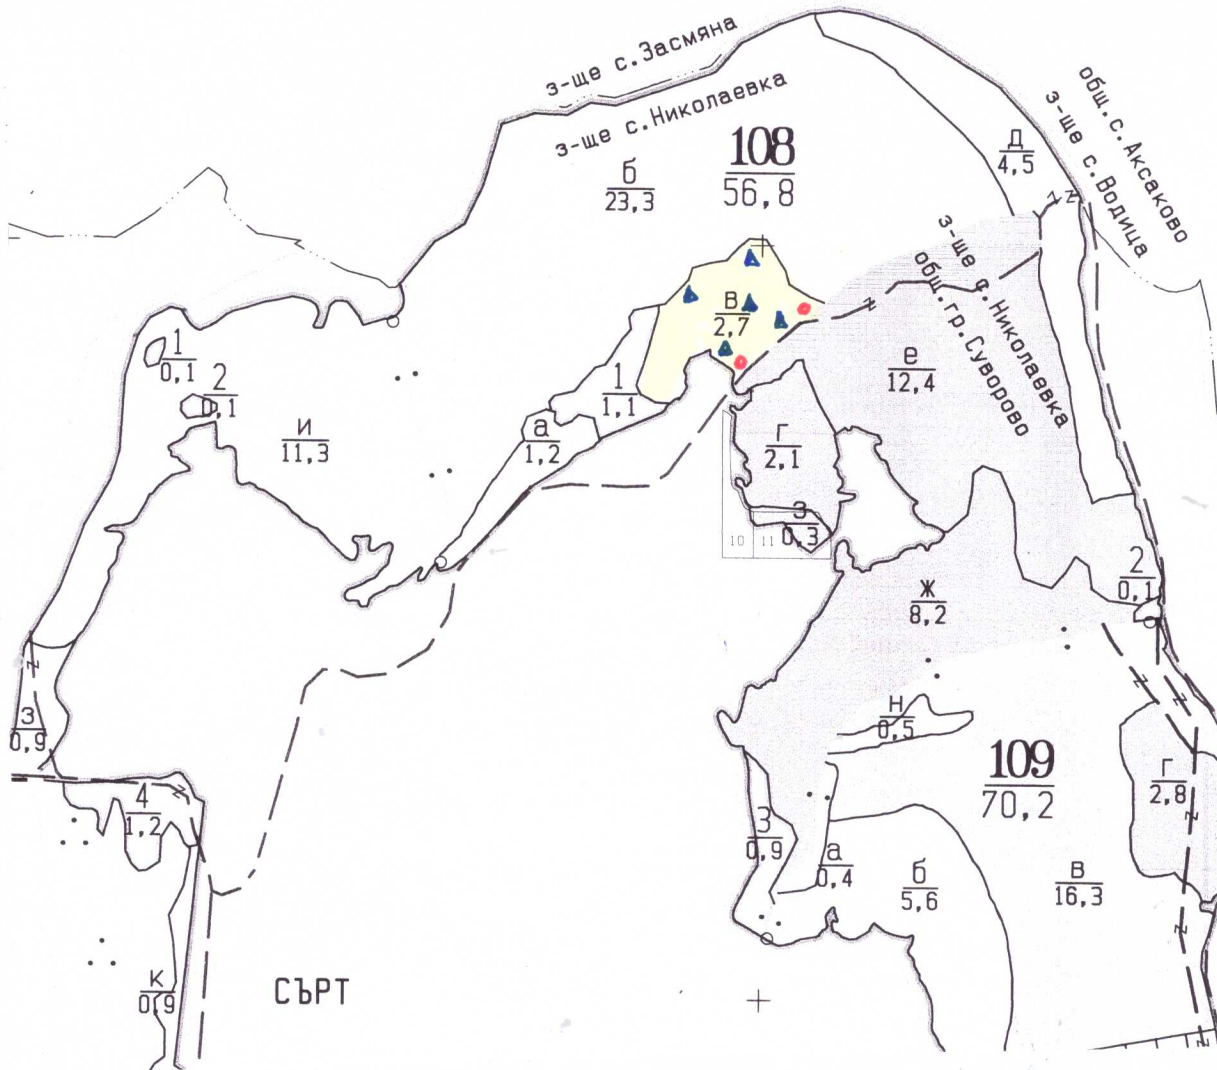 з-ще с.Засмяна
з-ще с.Николаевка
общ.с.Аксаково
з-ще с.Водица
108
56,8
б
23,3
Д
4,5
з-ще с.Николаевка
общ.гр.Суворово
в
2,7
1
0,1
2
0,1
и
11,3
1
1,1
а
1,2
е
12,4
г
2,1
3
0,3
10
11
2
0,1
ж
8,2
н
0,5
з
0,9
109
70,2
г
2,8
4
1,2
3
0,9
а
0,4
б
5,6
в
16,3
к
0,9
СЪРТ